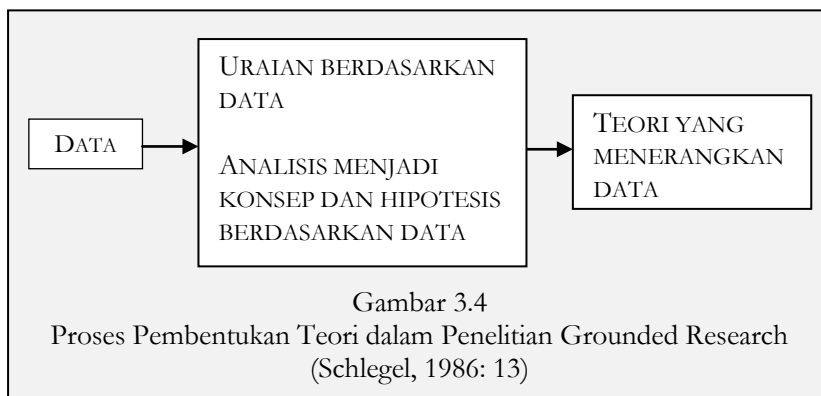 DATA
URAIAN BERDASARKAN
DATA
ANALISIS MENJADI
KONSEP DAN HIPOTESIS
BERDASARKAN DATA
TEORI YANG
MENERANGKAN
DATA
Gambar 3.4
Proses Pembentukan Teori dalam Penelitian Grounded Research
(Schlegel, 1986: 13)